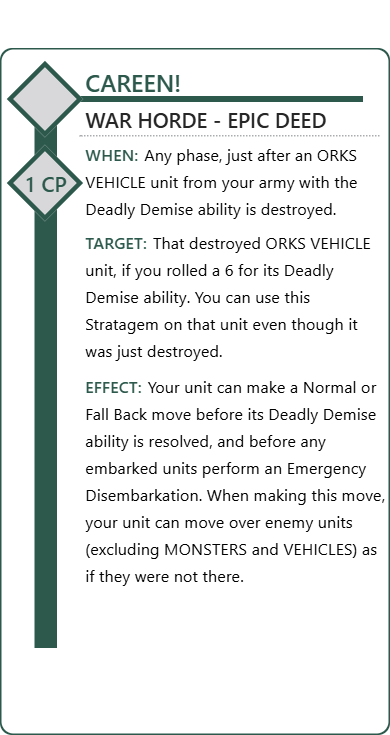 CAREEN!
WAR HORDE - EPIC DEED
1 CP
WHEN: Any phase, just after an ORKS
VEHICLE unit from your army with the
Deadly Demise ability is destroyed.
TARGET: That destroyed ORKS VEHICLE
unit, if you rolled a 6 for its Deadly
Demise ability. You can use this
Stratagem on that unit even though it
was just destroyed.
EFFECT: Your unit can make a Normal or
Fall Back move before its Deadly Demise
ability is resolved, and before any
embarked units perform an Emergency
Disembarkation. When making this move,
your unit can move over enemy units
(excluding MONSTERS and VEHICLES) as
if they were not there.